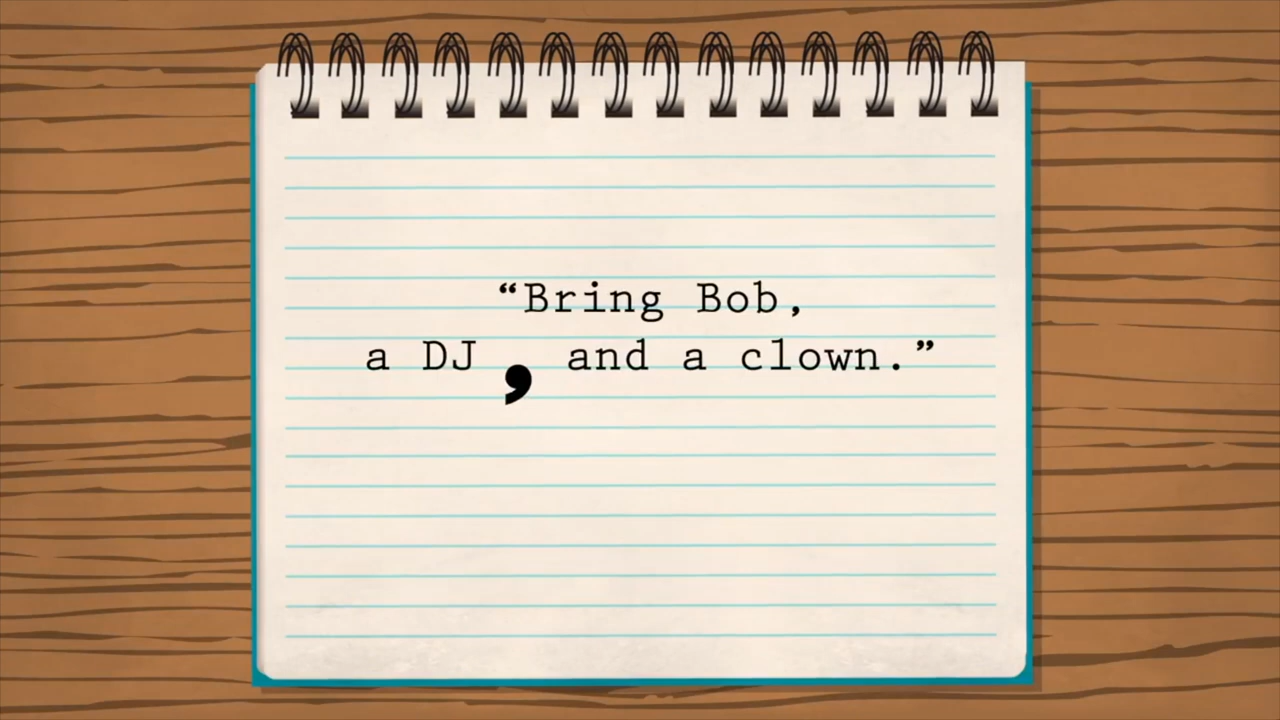 “Bring Bob,
a DJ, and a clown.”